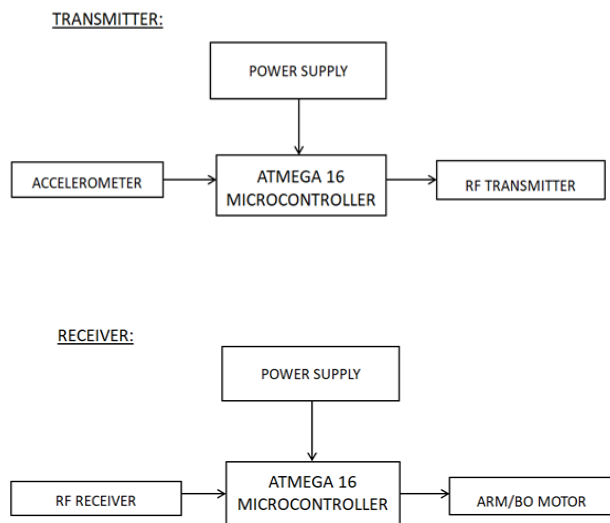 TRANSMITTER:
POWER SUPPLY
ACCELEROMETER
ATMEGA 16
MICROCONTROLLER
RF TRANSMITTER
RECEIVER:
POWER SUPPLY
RF RECEIVER
ATMEGA 16
MICROCONTROLLER
ARM/BO MOTOR